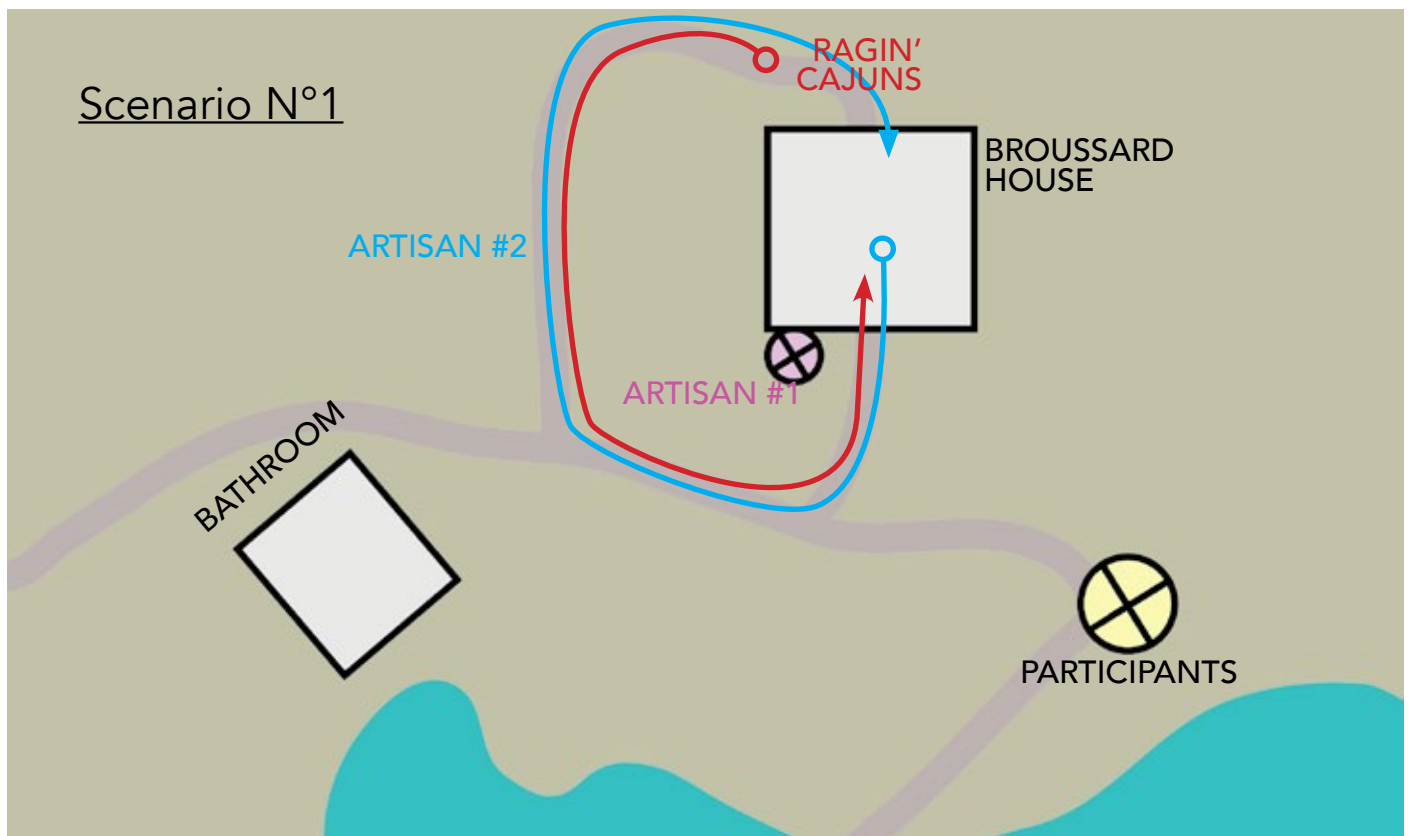 Scenario N°1
RAGIN’
CAJUNS
BROUSSARD
HOUSE
ARTISAN #2
ARTISAN #1
BATHROOM
PARTICIPANTS